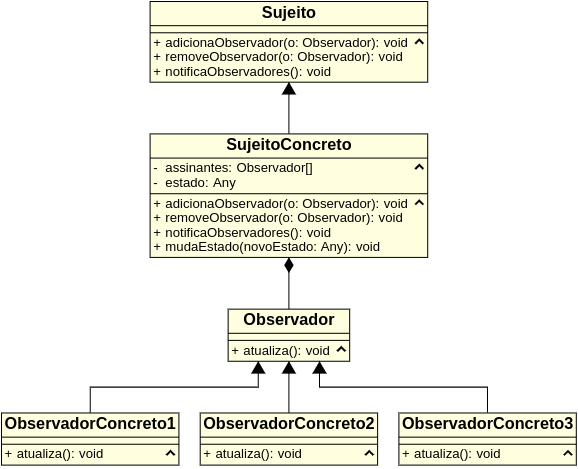 Sujeito
+ adicionaObservador(o: Observador): void
+ removeObservador(o: Observador): void
+ notificaObservadores(): void
SujeitoConcreto
- assinantes: Observador[]
- estado: Any
+ adicionaObservador(o: Observador): void
+ removeObservador(o: Observador): void
+ notificaObservadores(): void
+ mudaEstado(novoEstado: Any): void
Observador
+ atualiza(): void
ObservadorConcreto1
+ atualiza(): void
ObservadorConcreto2
+ atualiza(): void
ObservadorConcreto3
+ atualiza(): void